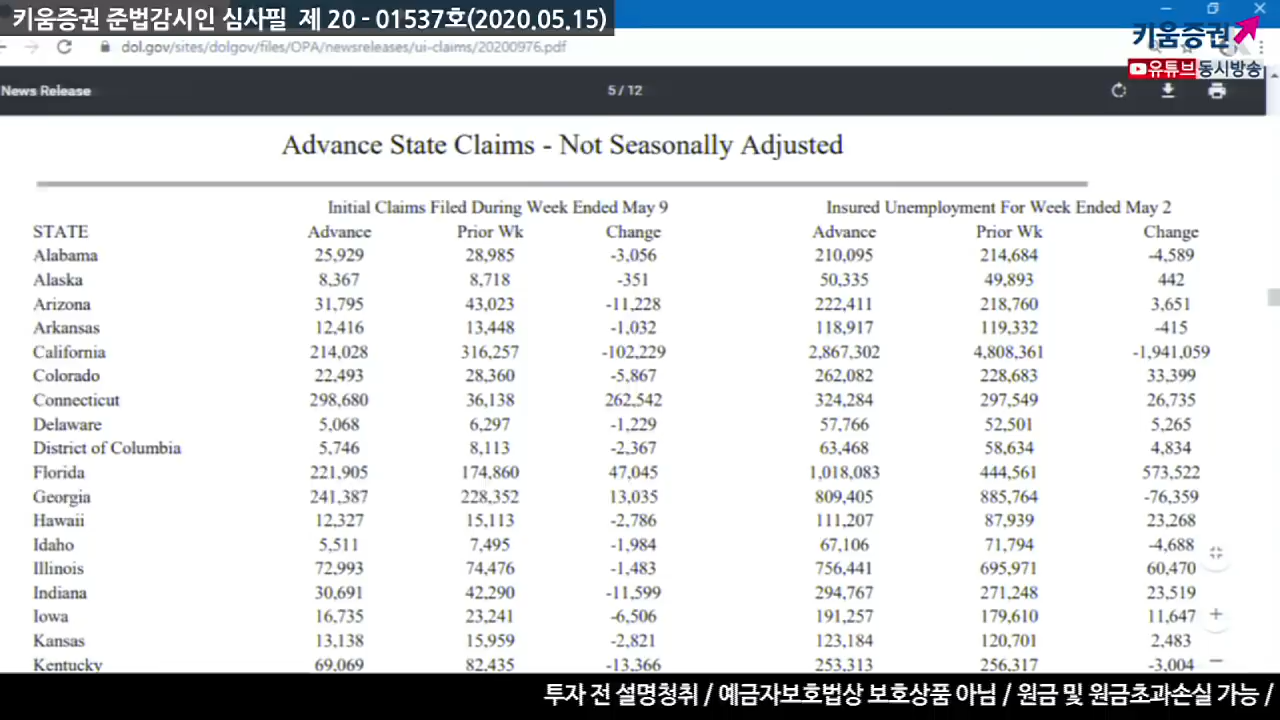 키움증권 준법감시인 심사필 제 20 - 01537호(2020.05.15)
키움증권
dol.gov/sites/dolgov/files/OPA/newsreleases/ui-claims/20200976.pdf
유튜브동시방송
News Release 5 / 12
Advance State Claims - Not Seasonally Adjusted
Initial Claims Filed During Week Ended May 9 Insured Unemployment For Week Ended May 2
STATE Advance Prior Wk Change Advance Prior Wk Change
Alabama 25,929 28,985 -3,056 210,095 214,684 -4,589
Alaska 8,367 8,718 -351 50,335 49,893 442
Arizona 31,795 43,023 -11,228 222,411 218,760 3,651
Arkansas 12,416 13,448 -1,032 118,917 119,332 -415
California 214,028 316,257 -102,229 2,867,302 4,808,361 -1,941,059
Colorado 22,493 28,360 -5,867 262,082 228,683 33,399
Connecticut 298,680 36,138 262,542 324,284 297,549 26,735
Delaware 5,068 6,297 -1,229 57,766 52,501 5,265
District of Columbia 5,746 8,113 -2,367 63,468 58,634 4,834
Florida 221,905 174,860 47,045 1,018,083 444,561 573,522
Georgia 241,387 228,352 13,035 809,405 885,764 -76,359
Hawaii 12,327 15,113 -2,786 111,207 87,939 23,268
Idaho 5,511 7,495 -1,984 67,106 71,794 -4,688
Illinois 72,993 74,476 -1,483 756,441 695,971 60,470
Indiana 30,691 42,290 -11,599 294,767 271,248 23,519
Iowa 16,735 23,241 -6,506 191,257 179,610 11,647
Kansas 13,138 15,959 -2,821 123,184 120,701 2,483
Kentucky 69,069 82,435 -13,366 253,313 256,317 -3,004
투자 전 설명청취 / 예금자보호법상 보호상품 아님 / 원금 및 원금초과손실 가능 /